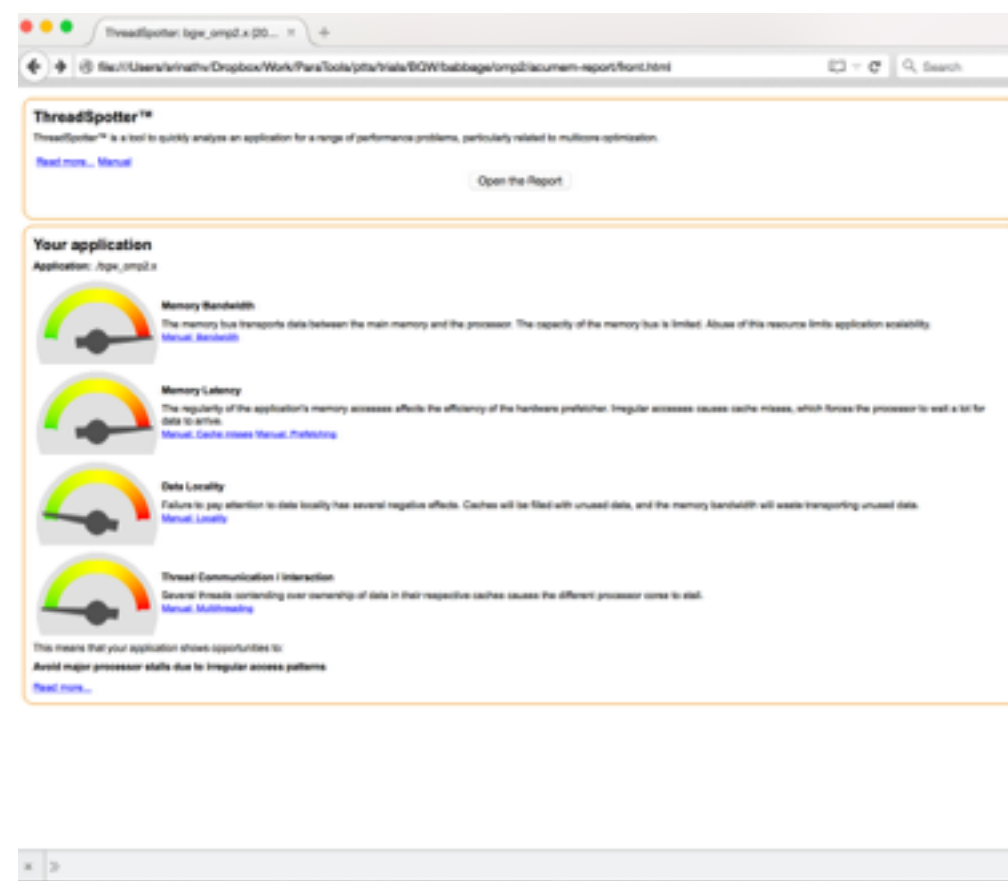 ThreadSpotter: bgw_omp2.x (20...
file:///Users/srinathv/Dropbox/Work/ParaTools/ptta/trials/BGW/babbage/omp2/acumem-report/front.html
Search
ThreadSpotter™
ThreadSpotter™ is a tool to quickly analyze an application for a range of performance problems, particularly related to multicore optimization.
Read more... Manual
Open the Report
Your application
Application: ./bgw_omp2.x
Memory Bandwidth
The memory bus transports data between the main memory and the processor. The capacity of the memory bus is limited. Abuse of this resource limits application scalability.
Manual: Bandwidth
Memory Latency
The regularity of the application's memory accesses affects the efficiency of the hardware prefetcher. Irregular accesses causes cache misses, which forces the processor to wait a lot for
data to arrive.
Manual: Cache misses Manual: Prefetching
Data Locality
Failure to pay attention to data locality has several negative effects. Caches will be filled with unused data, and the memory bandwidth will waste transporting unused data.
Manual: Locality
Thread Communication / Interaction
Several threads contending over ownership of data in their respective caches causes the different processor cores to stall.
Manual: Multithreading
This means that your application shows opportunities to:
Avoid major processor stalls due to irregular access patterns
Read more...